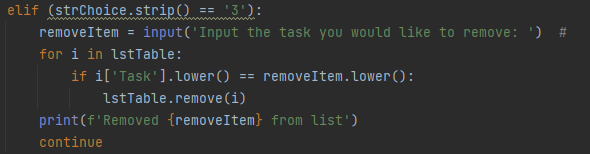 elif (strChoice.strip() == '3'):
    removeItem = input('Input the task you would like to remove: ')  #
    for i in lstTable:
        if i['Task'].lower() == removeItem.lower():
            lstTable.remove(i)
    print(f'Removed {removeItem} from list')
    continue